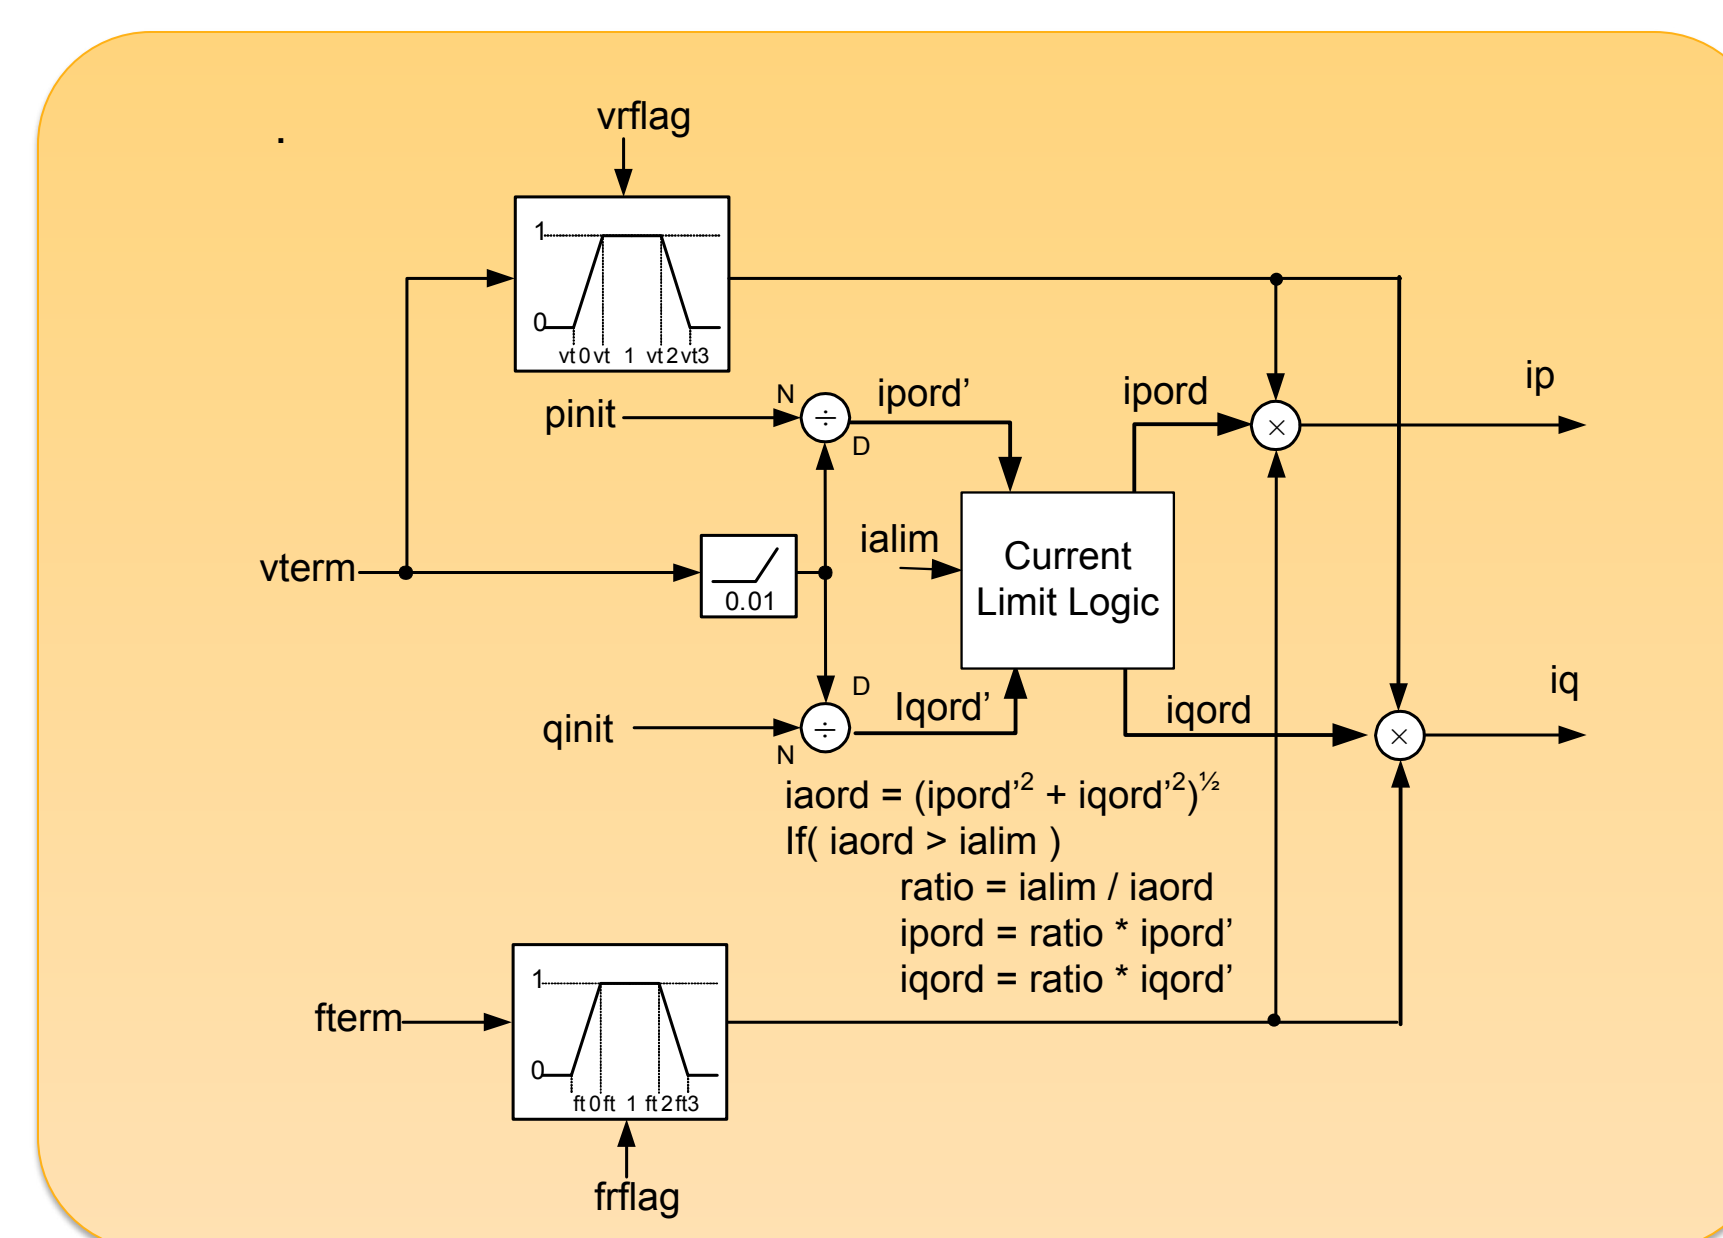 .
vrflag
1
0
vt0 vt 1 vt2 vt3
pinit
N
÷
D
ipord’
ipord
×
ip
vterm
0.01
ialim
Current
Limit Logic
qinit
N
÷
D
Iqord’
iqord
×
iq
iaord = (ipord’² + iqord’²)^½
If( iaord > ialim )
ratio = ialim / iaord
ipord = ratio * ipord’
iqord = ratio * iqord’
fterm
1
0
ft0 ft 1 ft2 ft3
frflag